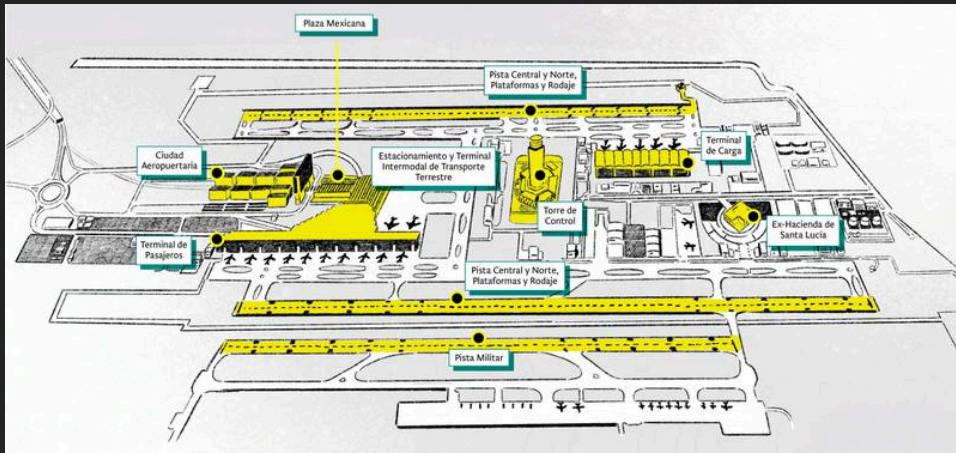 Plaza Mexicana
Pista Central y Norte,
Plataformas y Rodaje
Ciudad
Aeropuertaria
Estacionamiento y Terminal
Intermodal de Transporte
Terrestre
Terminal
de Carga
Torre de
Control
Ex-Hacienda de
Santa Lucía
Terminal de
Pasajeros
Pista Central y Norte,
Plataformas y Rodaje
Pista Militar